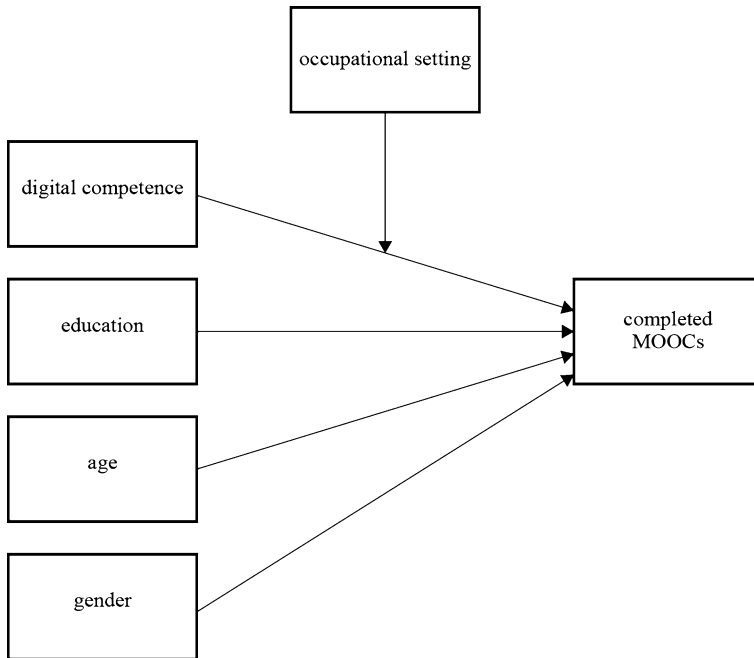 occupational setting
digital competence
education
completed
MOOCs
age
gender